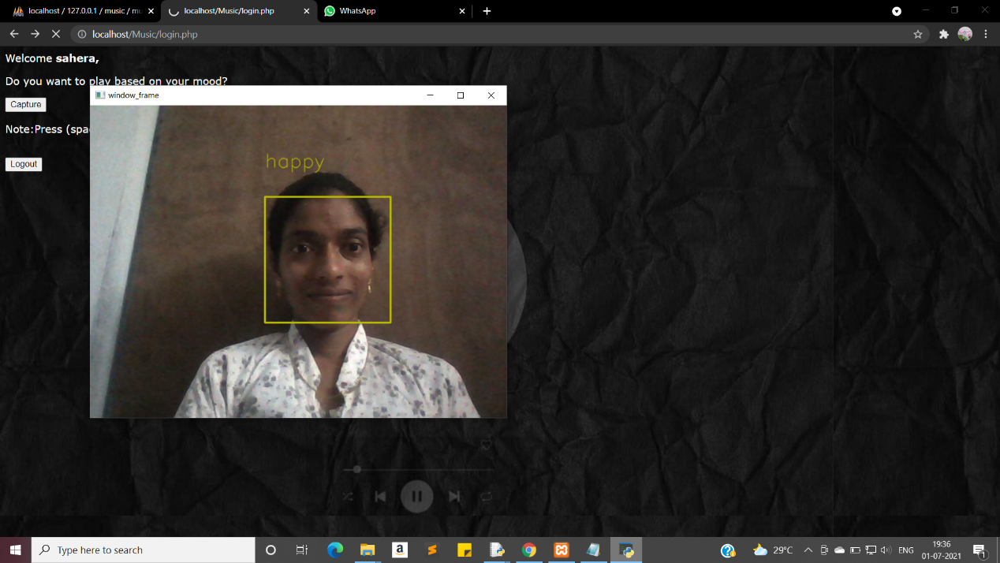 localhost / 127.0.0.1 / music / mu
localhost/Music/login.php
WhatsApp
localhost/Music/login.php
Welcome sahera,
Do you want to play based on your mood?
window_frame
Capture
Note:Press (spa
happy
Logout
Type here to search
29°C
ENG
19:36
01-07-2021
1